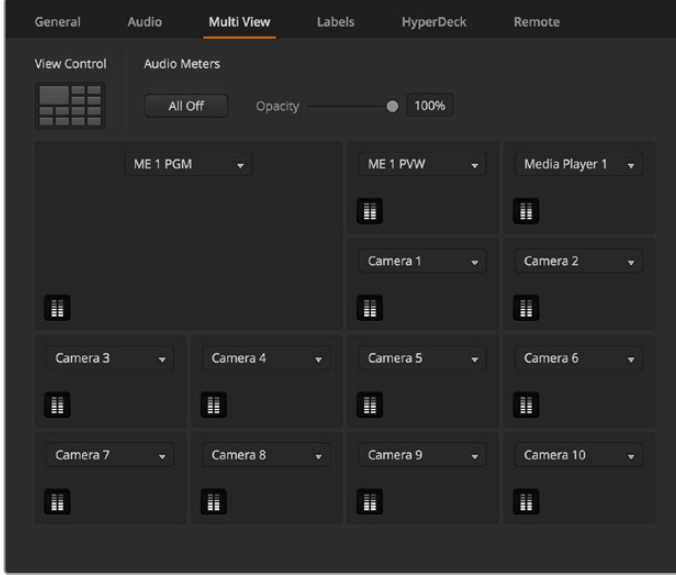 General Audio Multi View Labels HyperDeck Remote
View Control Audio Meters
All Off Opacity 100%
ME 1 PGM ME 1 PVW Media Player 1
Camera 1 Camera 2
Camera 3 Camera 4 Camera 5 Camera 6
Camera 7 Camera 8 Camera 9 Camera 10